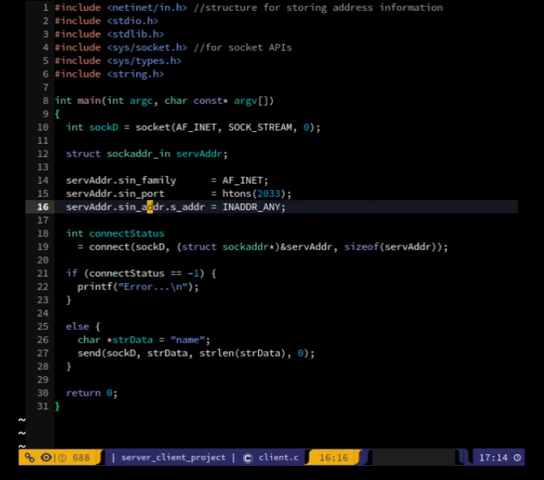 1 #include <netinet/in.h> //structure for storing address information
2 #include <stdio.h>
3 #include <stdlib.h>
4 #include <sys/socket.h> //for socket APIs
5 #include <sys/types.h>
6 #include <string.h>
7
8 int main(int argc, char const* argv[])
9 {
10 int sockD = socket(AF_INET, SOCK_STREAM, 0);
11
12 struct sockaddr_in servAddr;
13
14 servAddr.sin_family = AF_INET;
15 servAddr.sin_port = htons(2033);
16 servAddr.sin_addr.s_addr = INADDR_ANY;
17
18 int connectStatus
19 = connect(sockD, (struct sockaddr*)&servAddr, sizeof(servAddr));
20
21 if (connectStatus == -1) {
22 printf("Error...\n");
23 }
24
25 else {
26 char *strData = "name";
27 send(sockD, strData, strlen(strData), 0);
28 }
29
30 return 0;
31 }
~
~
~
688 | server_client_project | client.c 16:16 17:14